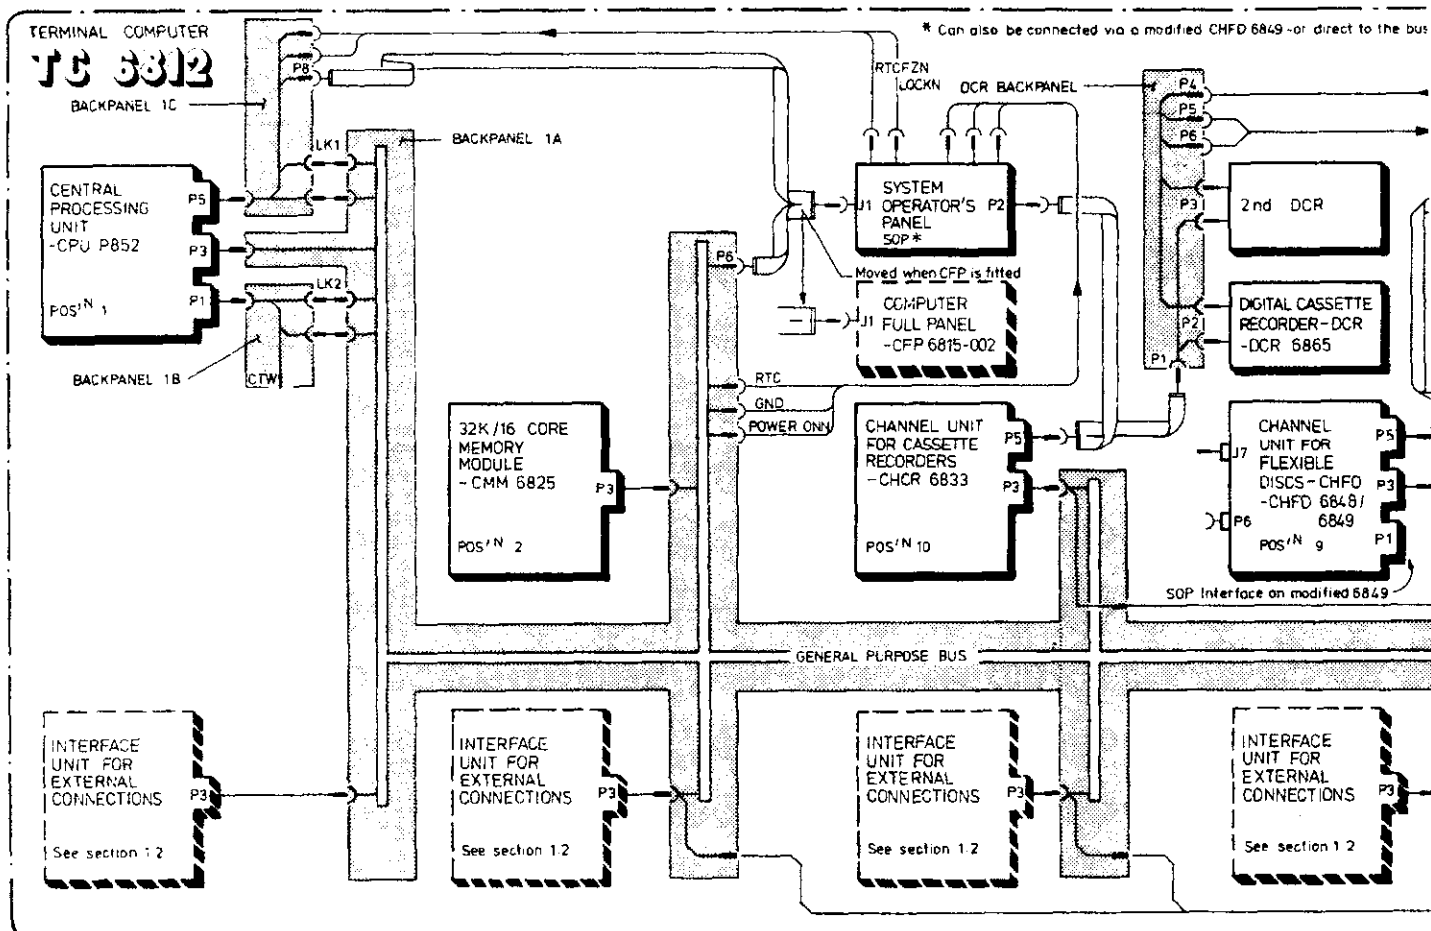 TERMINAL COMPUTER
TC 6812
* Can also be connected via a modified CHFD 6849 - or direct to the bus
BACKPANEL 1C
P8
RTCFZN
LOCKN
DCR BACKPANEL
P4
P5
P6
BACKPANEL 1A
LK1
CENTRAL
PROCESSING
UNIT
-CPU P852
POS'N 1
P5
P3
P1
LK2
BACKPANEL 1B
CTW
SYSTEM
OPERATOR'S
PANEL
SOP *
J1
P2
P6
Moved when CFP is fitted
COMPUTER
FULL PANEL
-CFP 6815-002
J1
2nd DCR
P3
DIGITAL CASSETTE
RECORDER-DCR
-DCR 6865
P2
P1
RTC
GND
POWER ONN
32K/16 CORE
MEMORY
MODULE
- CMM 6825
POS'N 2
P3
CHANNEL UNIT
FOR CASSETTE
RECORDERS
-CHCR 6833
POS'N 10
P5
P3
CHANNEL
UNIT FOR
FLEXIBLE
DISCS-CHFD
-CHFD 6848/
6849
POS'N 9
J7
P6
P5
P3
P1
SOP Interface on modified 6849
GENERAL PURPOSE BUS
INTERFACE
UNIT FOR
EXTERNAL
CONNECTIONS
P3
See section 1.2
INTERFACE
UNIT FOR
EXTERNAL
CONNECTIONS
P3
See section 1.2
INTERFACE
UNIT FOR
EXTERNAL
CONNECTIONS
P3
See section 1.2
INTERFACE
UNIT FOR
EXTERNAL
CONNECTIONS
P3
See section 1.2